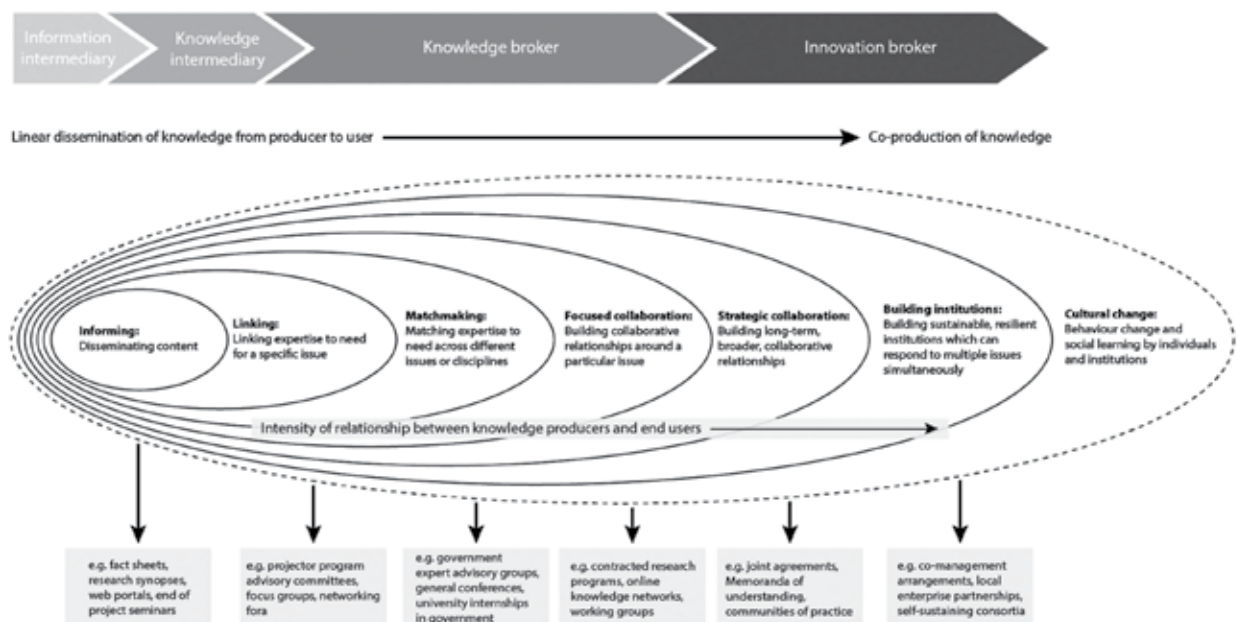 Information
intermediary
Knowledge
intermediary
Knowledge broker
Innovation broker
Linear dissemination of knowledge from producer to user
Co-production of knowledge
Informing:
Disseminating content
Linking:
Linking expertise to need
for a specific issue
Matchmaking:
Matching expertise to
need across different
issues or disciplines
Focused collaboration:
Building collaborative
relationships around a
particular issue
Strategic collaboration:
Building long-term,
broader, collaborative
relationships
Building institutions:
Building sustainable, resilient
institutions which can
respond to multiple issues
simultaneously
Cultural change:
Behaviour change and
social learning by individuals
and institutions
Intensity of relationship between knowledge producers and end users
e.g. fact sheets,
research synopses,
web portals, end of
project seminars
e.g. projector program
advisory committees,
focus groups, networking
fora
e.g. government
expert advisory groups,
general conferences,
university internships
in government
e.g. contracted research
programs, online
knowledge networks,
working groups
e.g. joint agreements,
Memoranda of
understanding,
communities of practice
e.g. co-management
arrangements, local
enterprise partnerships,
self-sustaining consortia